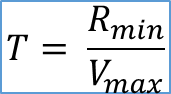 T = R_min / V_max